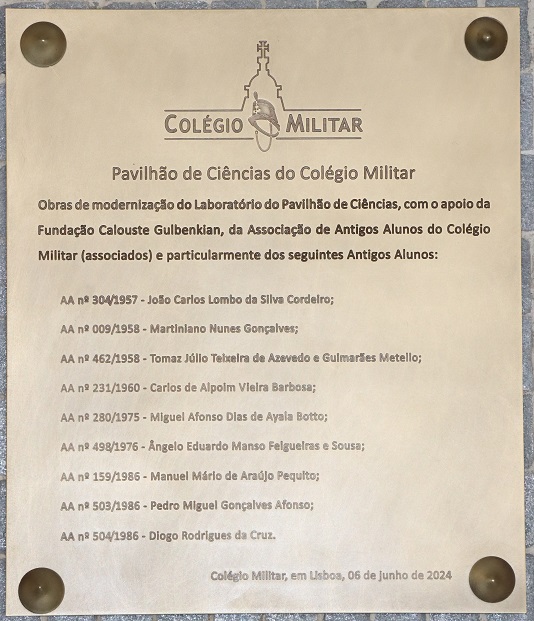 COLÉGIO MILITAR
Pavilhão de Ciências do Colégio Militar
Obras de modernização do Laboratório do Pavilhão de Ciências, com o apoio da
Fundação Calouste Gulbenkian, da Associação de Antigos Alunos do Colégio
Militar (associados) e particularmente dos seguintes Antigos Alunos:
AA nº 304/1957 - João Carlos Lombo da Silva Cordeiro;
AA nº 009/1958 - Martiniano Nunes Gonçalves;
AA nº 462/1958 - Tomaz Júlio Teixeira de Azevedo e Guimarães Metello;
AA nº 231/1960 - Carlos de Alpoim Vieira Barbosa;
AA nº 280/1975 - Miguel Afonso Dias de Ayala Botto;
AA nº 498/1976 - Ângelo Eduardo Manso Felgueiras e Sousa;
AA nº 159/1986 - Manuel Mário de Araújo Pequito;
AA nº 503/1986 - Pedro Miguel Gonçalves Afonso;
AA nº 504/1986 - Diogo Rodrigues da Cruz.
Colégio Militar, em Lisboa, 06 de junho de 2024